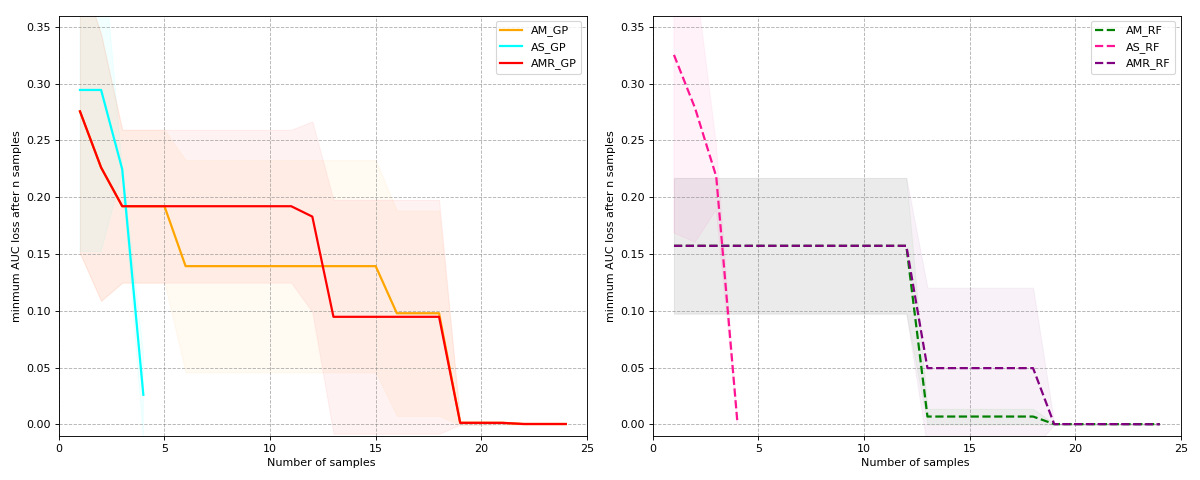 minmum AUC loss after n samples
0.35
0.30
0.25
0.20
0.15
0.10
0.05
0.00
0
5
10
15
20
25
Number of samples
AM_GP
AS_GP
AMR_GP
minmum AUC loss after n samples
0.35
0.30
0.25
0.20
0.15
0.10
0.05
0.00
0
5
10
15
20
25
Number of samples
AM_RF
AS_RF
AMR_RF